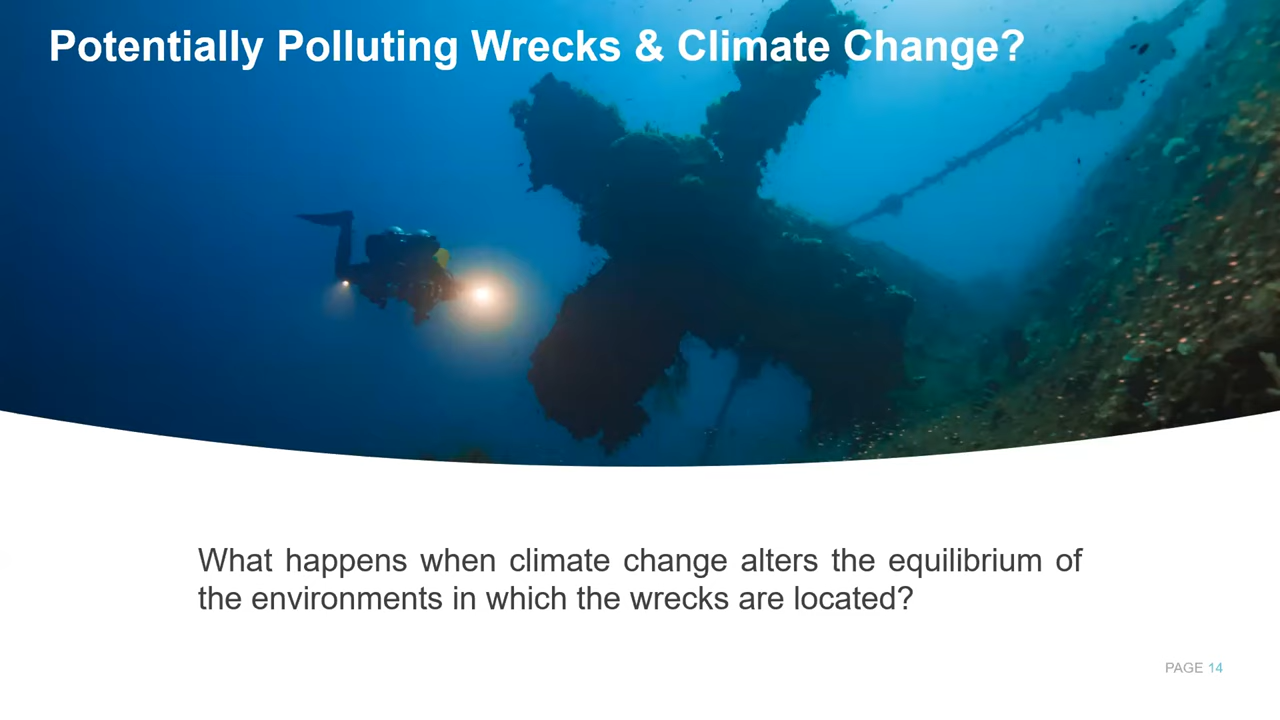 Potentially Polluting Wrecks & Climate Change?
What happens when climate change alters the equilibrium of
the environments in which the wrecks are located?
PAGE 14